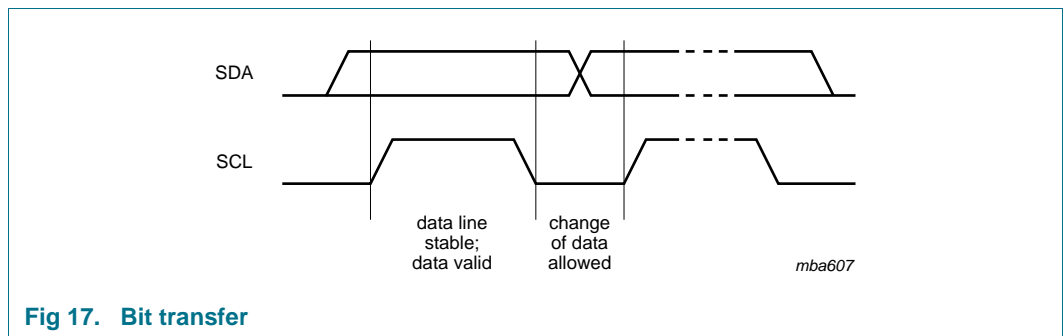 SDA
SCL
data line
stable;
data valid
change
of data
allowed
mba607
Fig 17. Bit transfer